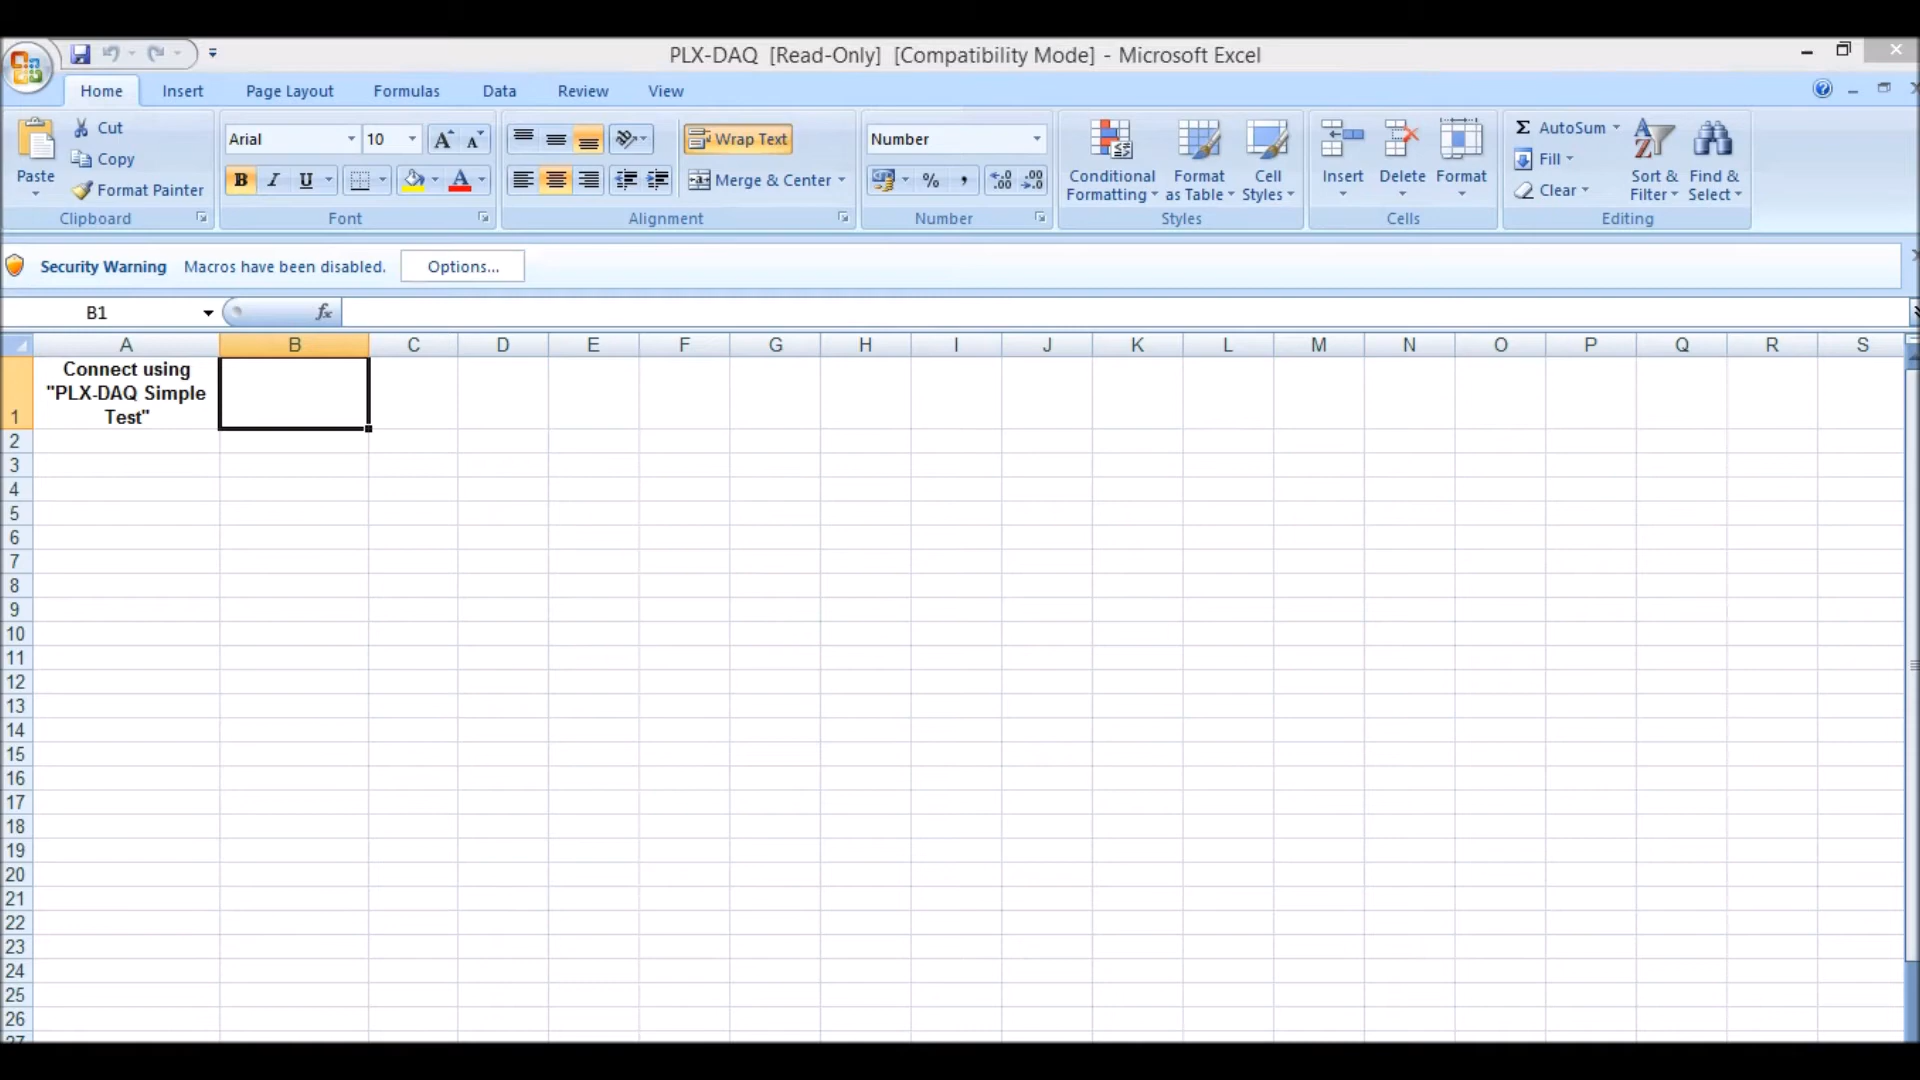 PLX-DAQ [Read-Only] [Compatibility Mode] - Microsoft Excel
Home Insert Page Layout Formulas Data Review View
Paste
Cut
Copy
Format Painter
Clipboard
Arial 10
B I U
Font
Wrap Text
Merge & Center
Alignment
Number
% , .00 .00
Number
Conditional Formatting
Format as Table
Cell Styles
Styles
Insert Delete Format
Cells
Σ AutoSum
Fill
Clear
Sort & Filter
Find & Select
Editing
Security Warning Macros have been disabled. Options...
B1 fx
A B C D E F G H I J K L M N O P Q R S
Connect using
"PLX-DAQ Simple
1 Test"
2
3
4
5
6
7
8
9
10
11
12
13
14
15
16
17
18
19
20
21
22
23
24
25
26
27